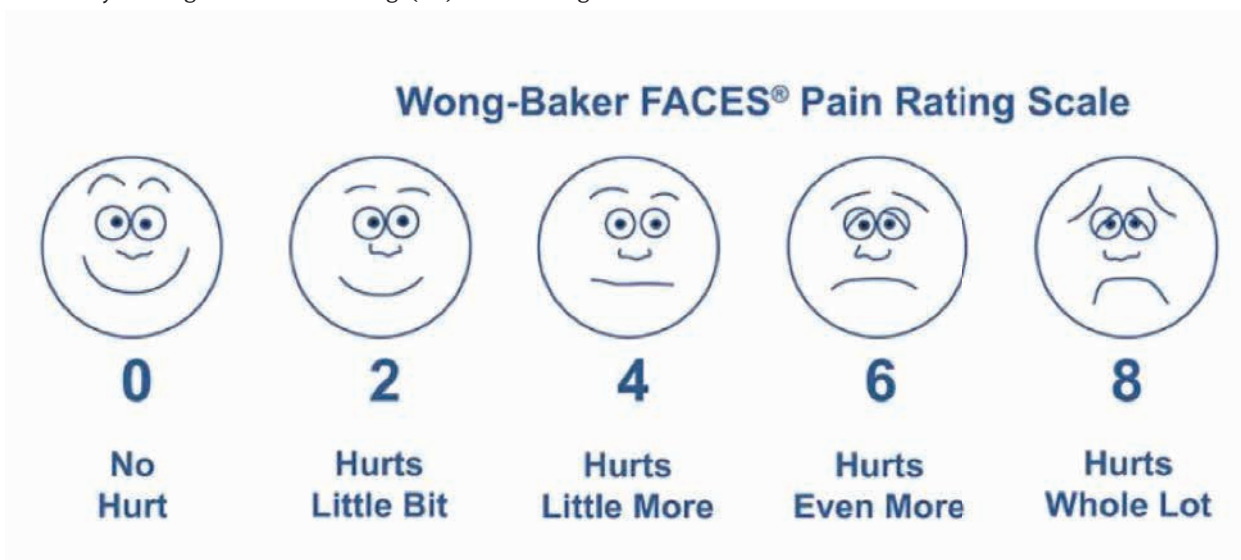 Wong-Baker FACES® Pain Rating Scale
0 2 4 6 8
No Hurts Hurts Hurts Hurts
Hurt Little Bit Little More Even More Whole Lot